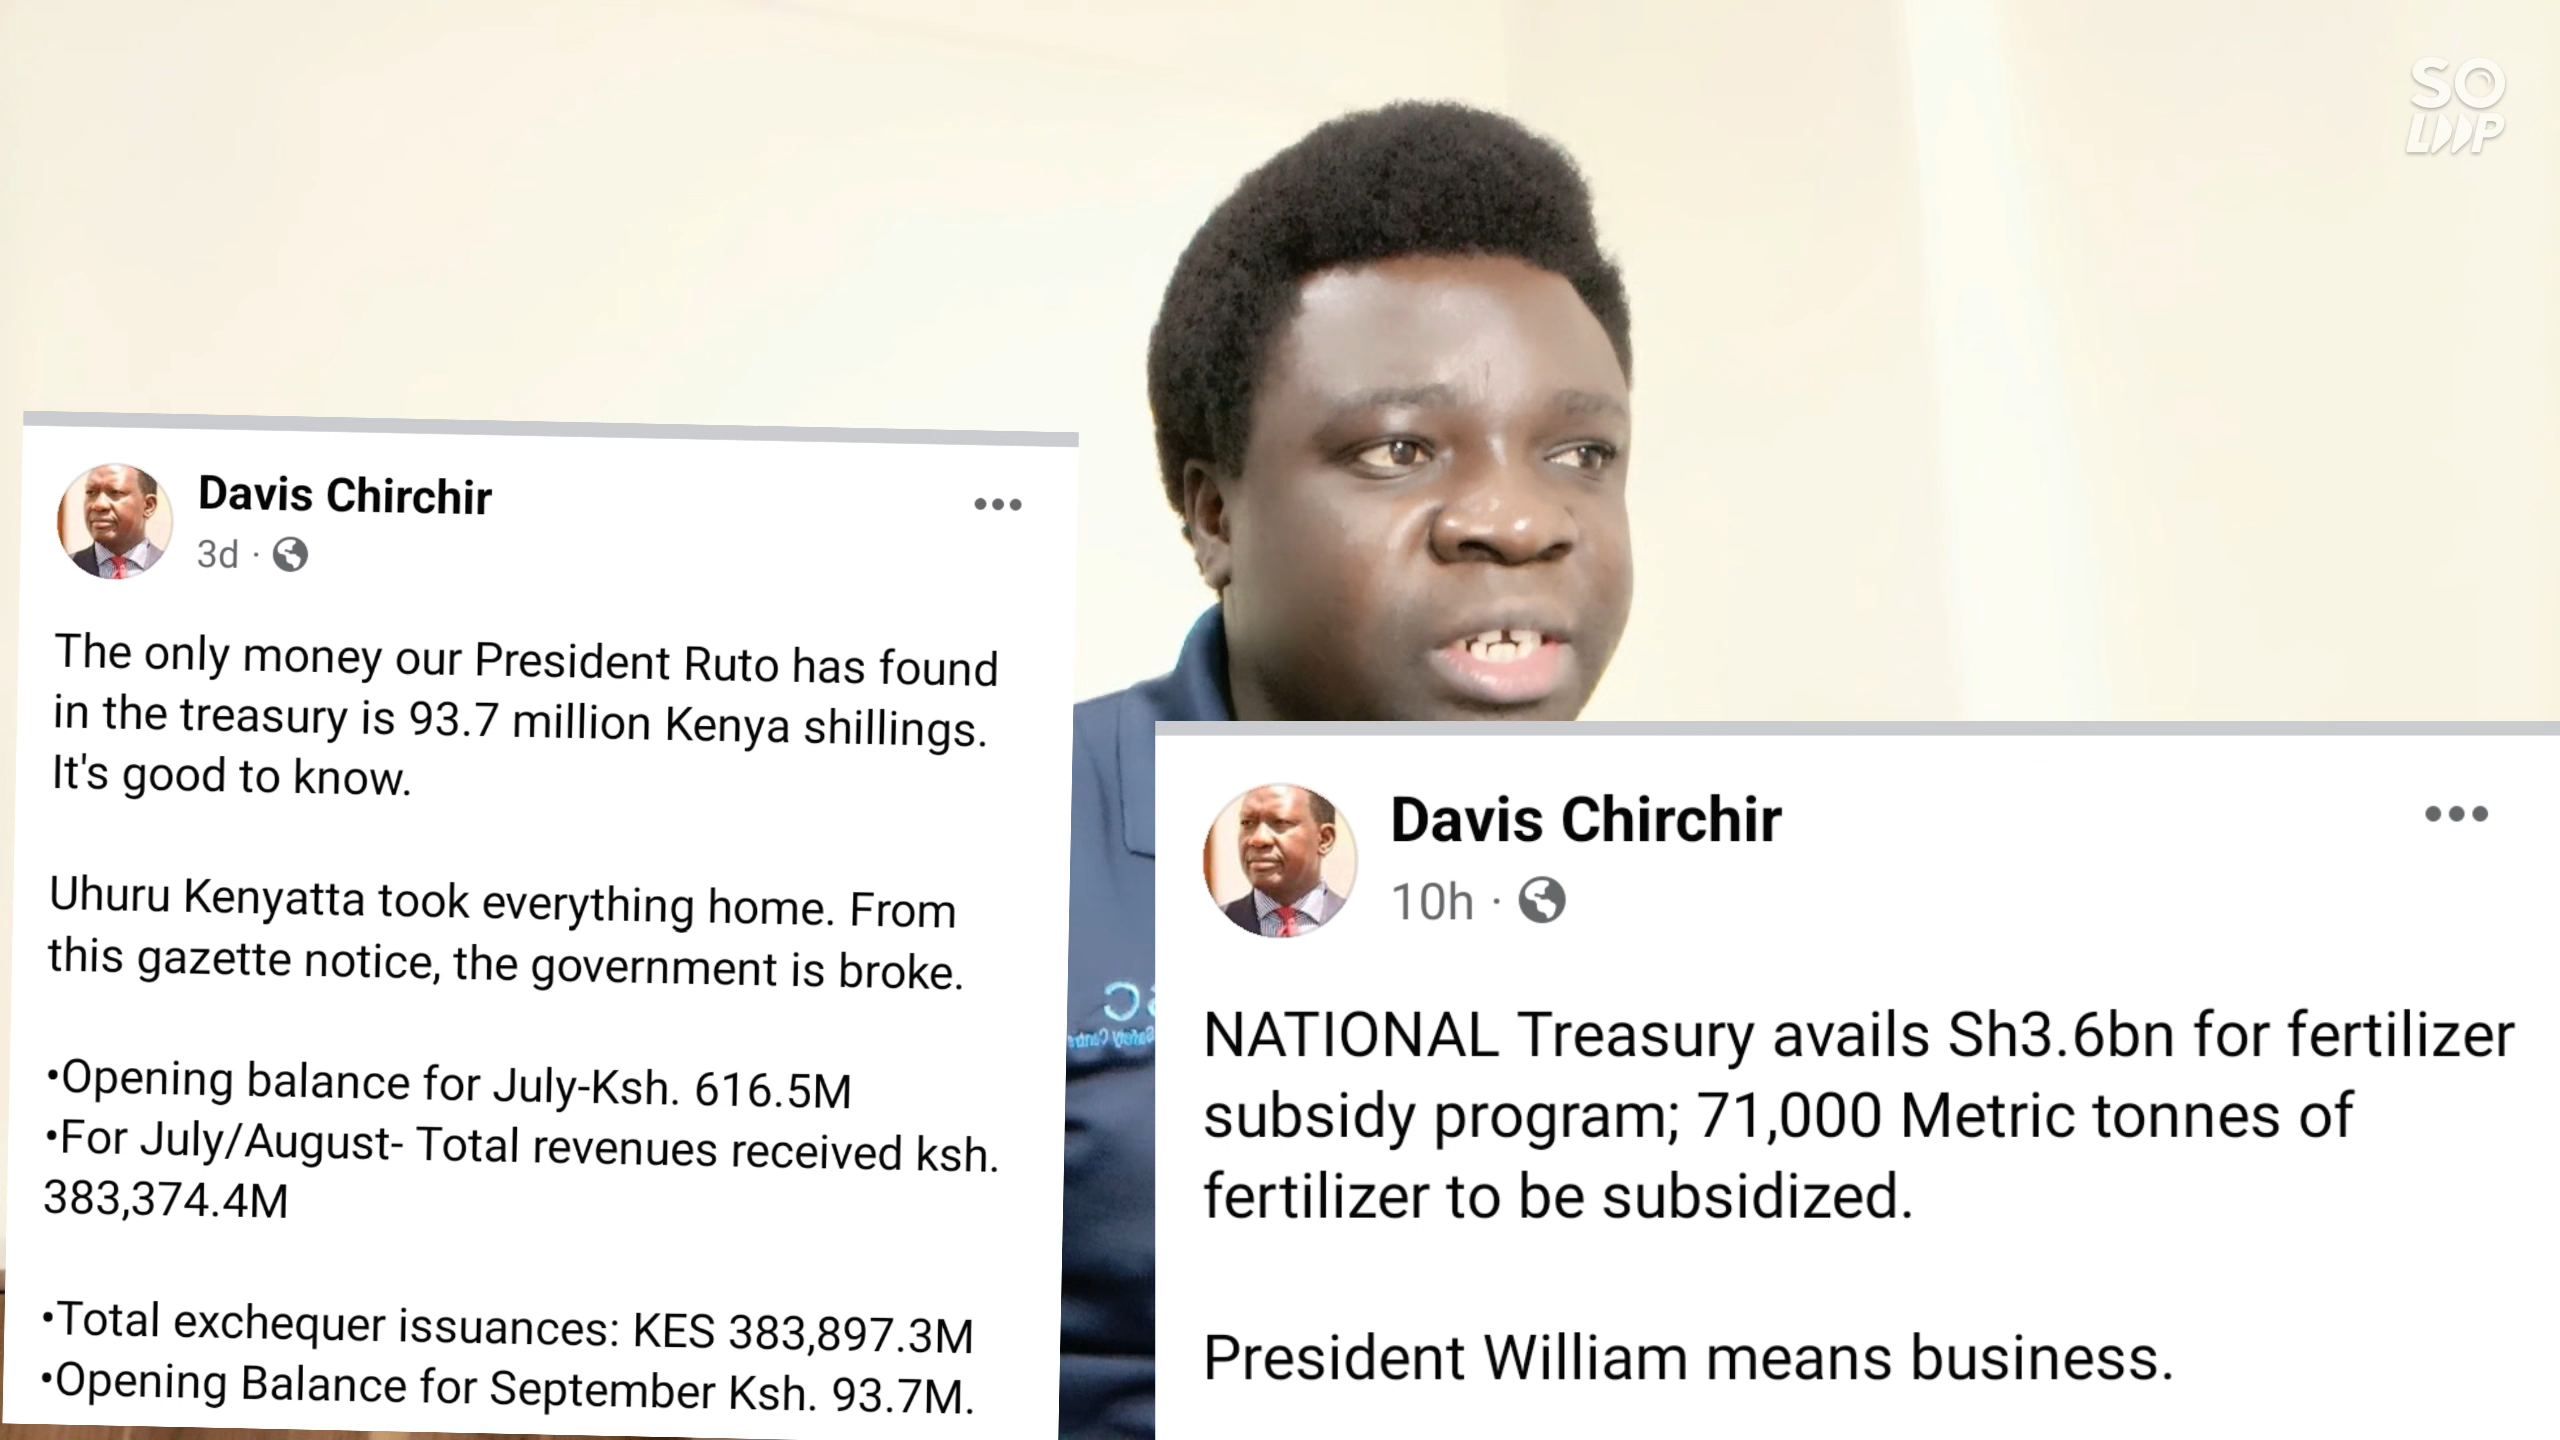 SO
LOOP
Davis Chirchir
3d ·
The only money our President Ruto has found
in the treasury is 93.7 million Kenya shillings.
It's good to know.
Uhuru Kenyatta took everything home. From
this gazette notice, the government is broke.
•Opening balance for July-Ksh. 616.5M
•For July/August- Total revenues received ksh.
383,374.4M
•Total exchequer issuances: KES 383,897.3M
•Opening Balance for September Ksh. 93.7M.
Davis Chirchir
10h ·
NATIONAL Treasury avails Sh3.6bn for fertilizer
subsidy program; 71,000 Metric tonnes of
fertilizer to be subsidized.
President William means business.